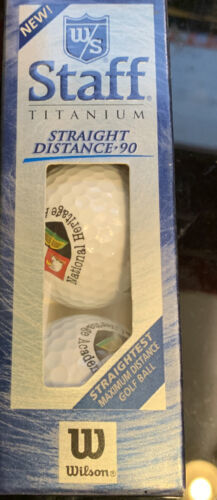 NEW!
W/S
Staff®
TITANIUM
STRAIGHT
DISTANCE•90
National Heritage
STRAIGHTEST
MAXIMUM DISTANCE
GOLF BALL
W
Wilson®